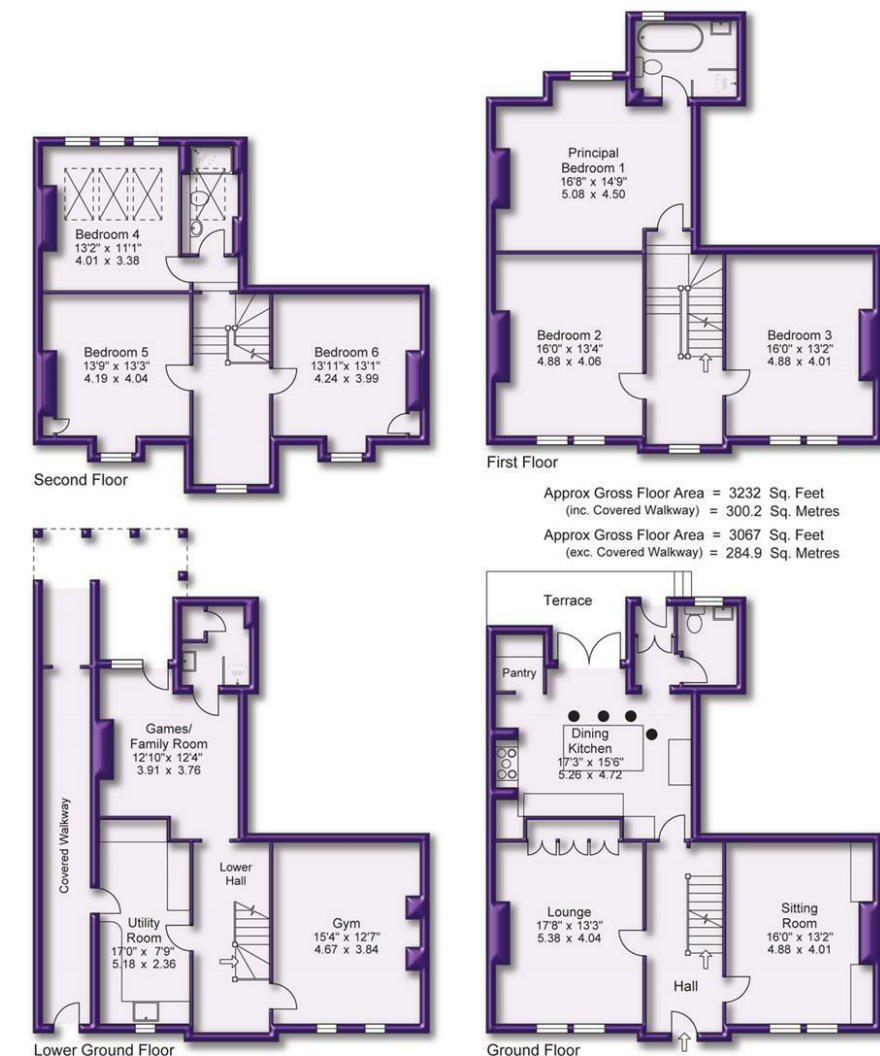 Principal
Bedroom 1
16'8" x 14'9"
5.08 x 4.50
Bedroom 4
13'2" x 11'1"
4.01 x 3.38
Bedroom 5
13'9" x 13'3"
4.19 x 4.04
Bedroom 6
13'11"x 13'1"
4.24 x 3.99
Second Floor
Bedroom 2
16'0" x 13'4"
4.88 x 4.06
Bedroom 3
16'0" x 13'2"
4.88 x 4.01
First Floor
Approx Gross Floor Area = 3232 Sq. Feet
(inc. Covered Walkway) = 300.2 Sq. Metres
Approx Gross Floor Area = 3067 Sq. Feet
(exc. Covered Walkway) = 284.9 Sq. Metres
Games/
Family Room
12'10"x 12'4"
3.91 x 3.76
Covered Walkway
Lower
Hall
Utility
Room
17'0" x 7'9"
5.18 x 2.36
Gym
15'4" x 12'7"
4.67 x 3.84
Lower Ground Floor
Terrace
Pantry
Dining
Kitchen
17'3" x 15'6"
5.26 x 4.72
Lounge
17'8" x 13'3"
5.38 x 4.04
Sitting
Room
16'0" x 13'2"
4.88 x 4.01
Hall
Ground Floor